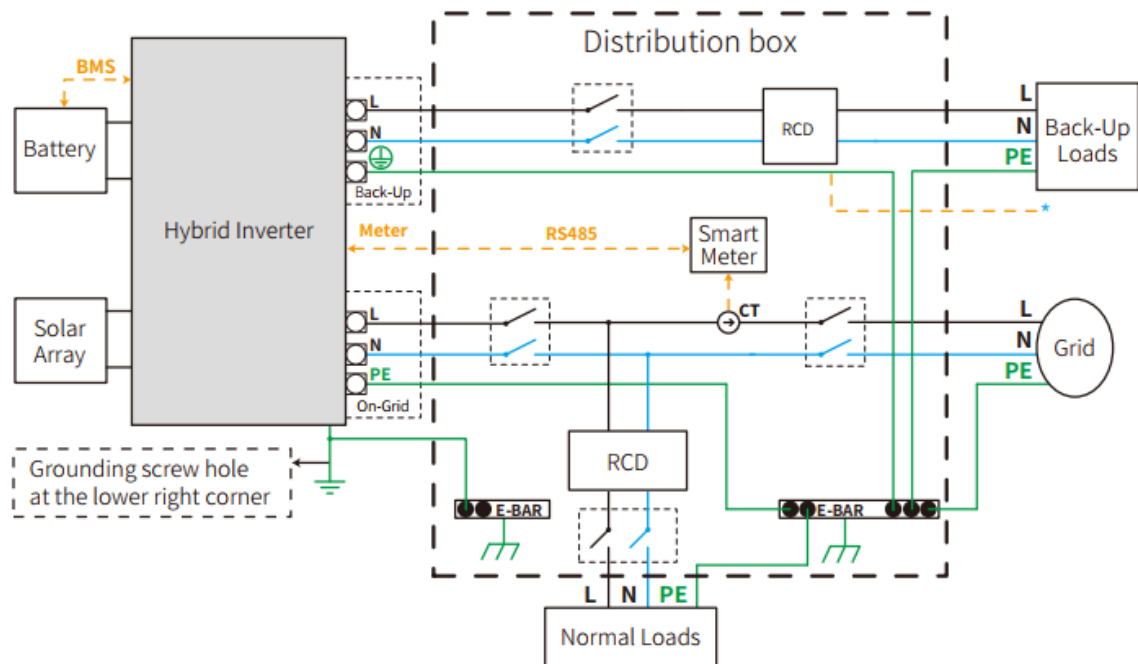 Distribution box
BMS
Battery
Hybrid Inverter
L
N
Back-Up
RCD
L
N
PE
Back-Up
Loads
*
Meter
RS485
Smart
Meter
Solar
Array
L
N
PE
On-Grid
CT
L
N
PE
Grid
Grounding screw hole
at the lower right corner
RCD
E-BAR
E-BAR
L
N
PE
Normal Loads